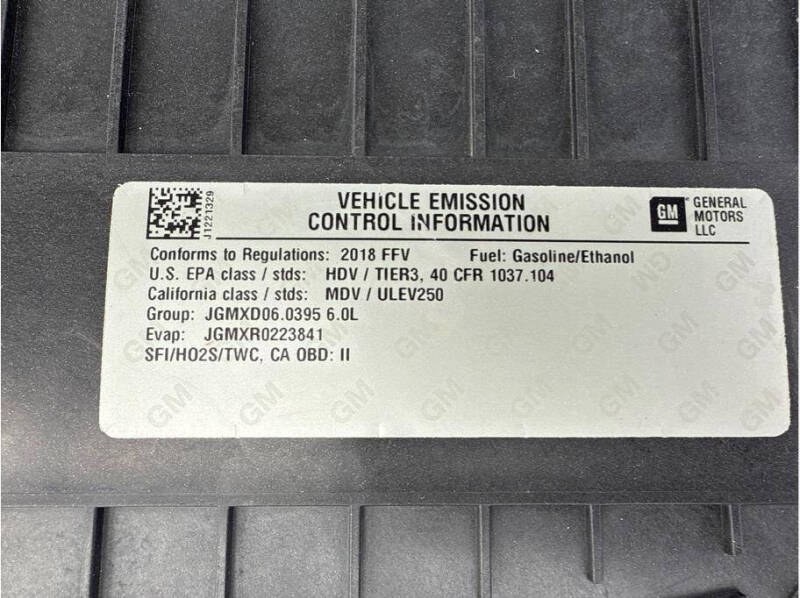 VEHICLE EMISSION
CONTROL INFORMATION
J1221329
GM GENERAL
MOTORS
LLC
Conforms to Regulations: 2018 FFV Fuel: Gasoline/Ethanol
U.S. EPA class / stds: HDV / TIER3, 40 CFR 1037.104
California class / stds: MDV / ULEV250
Group: JGMXD06.0395 6.0L
Evap: JGMXR0223841
SFI/HO2S/TWC, CA OBD: II